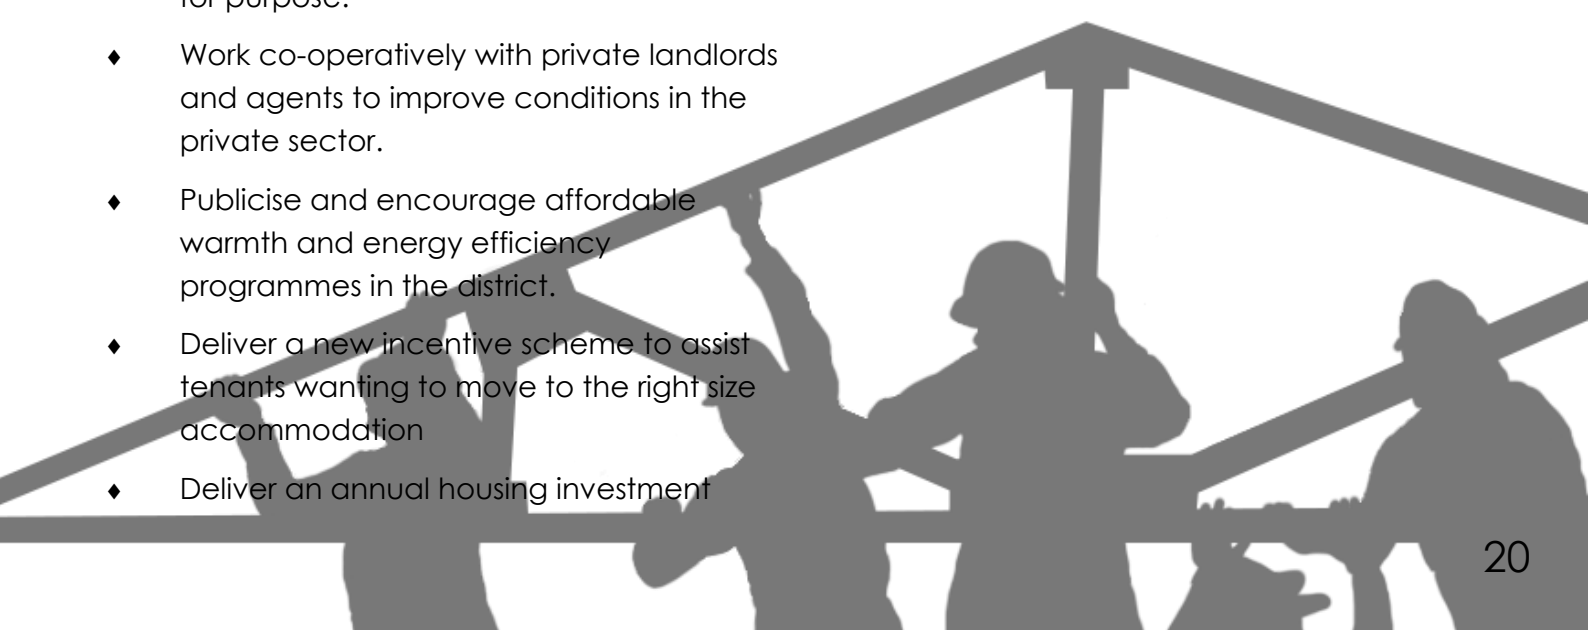 for purpose.
♦ Work co-operatively with private landlords
and agents to improve conditions in the
private sector.
♦ Publicise and encourage affordable
warmth and energy efficiency
programmes in the district.
♦ Deliver a new incentive scheme to assist
tenants wanting to move to the right size
accommodation
♦ Deliver an annual housing investment
20